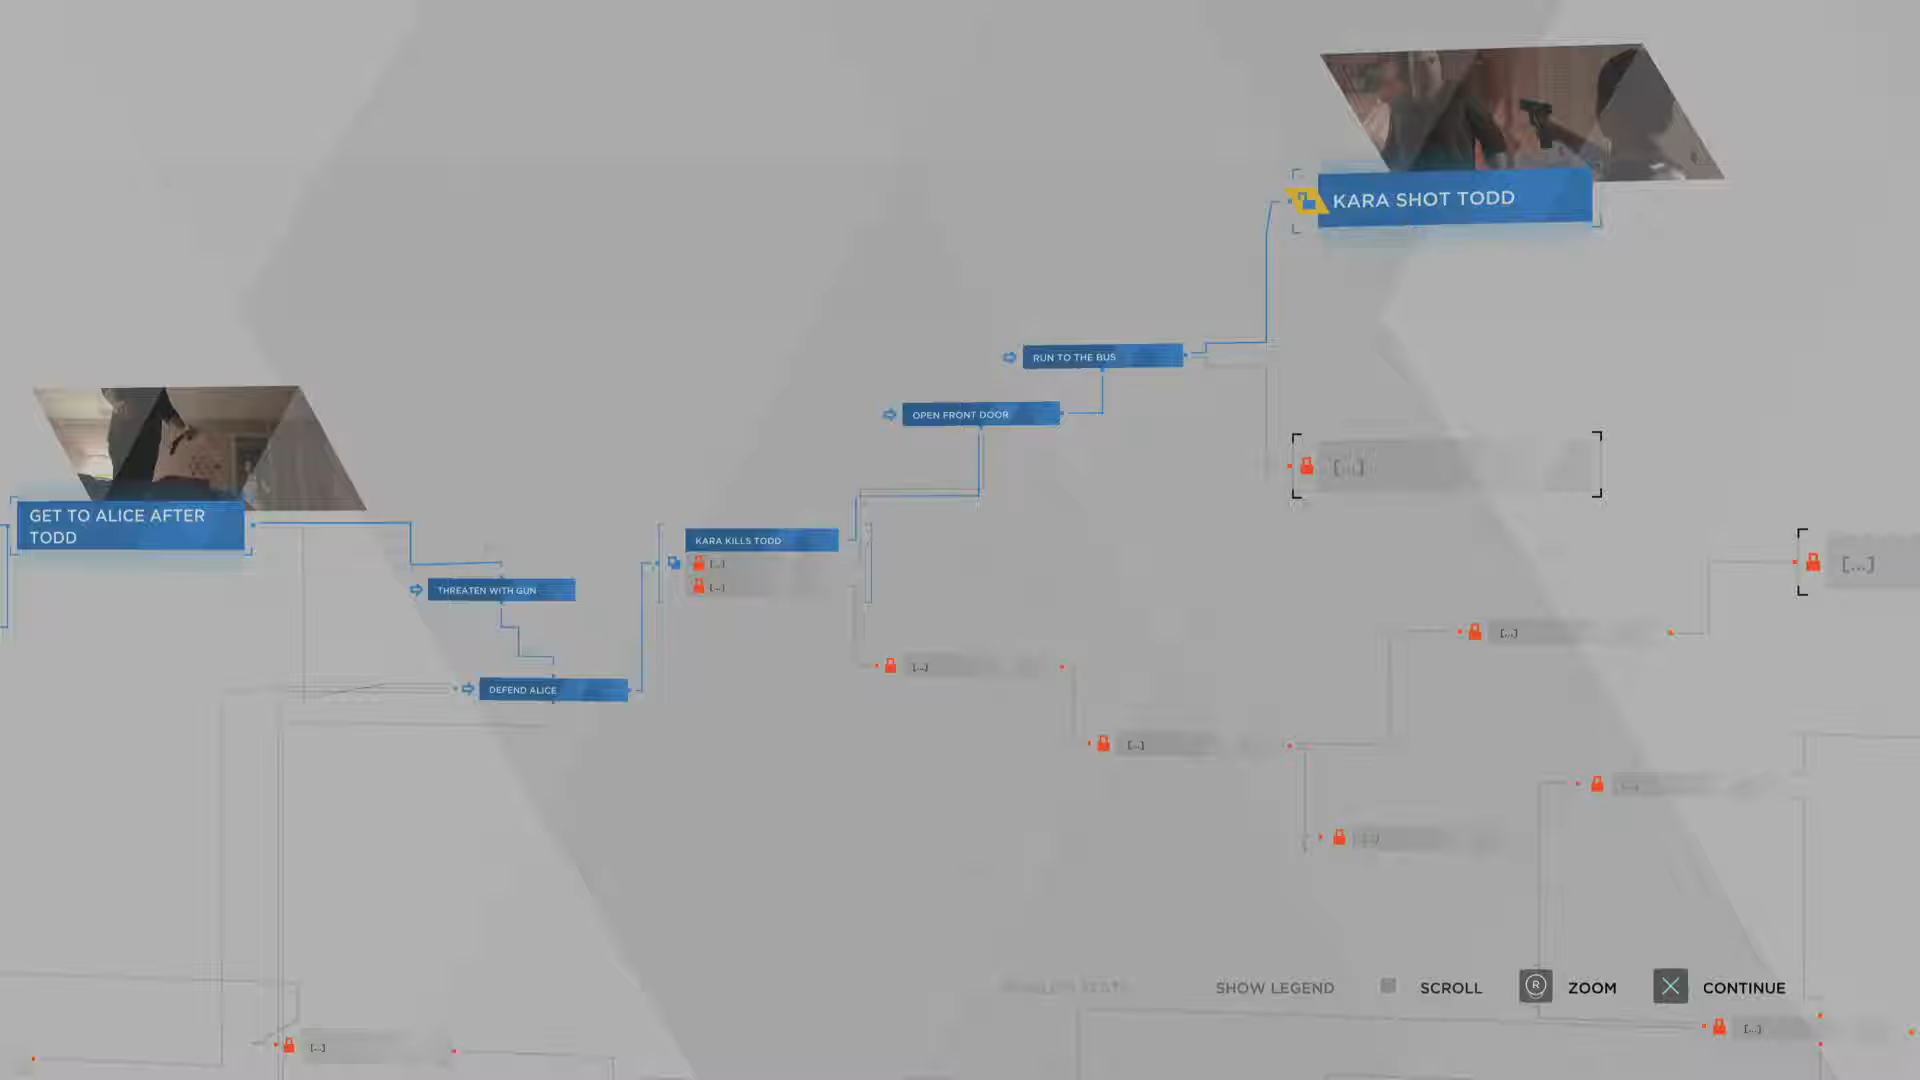 KARA SHOT TODD
RUN TO THE BUS
OPEN FRONT DOOR
[...]
GET TO ALICE AFTER
TODD
KARA KILLS TODD
[...]
[...]
[...]
THREATEN WITH GUN
[...]
[...]
DEFEND ALICE
[...]
[...]
[...]
SHOW LEGEND
SCROLL
R
ZOOM
CONTINUE
[...]
[...]